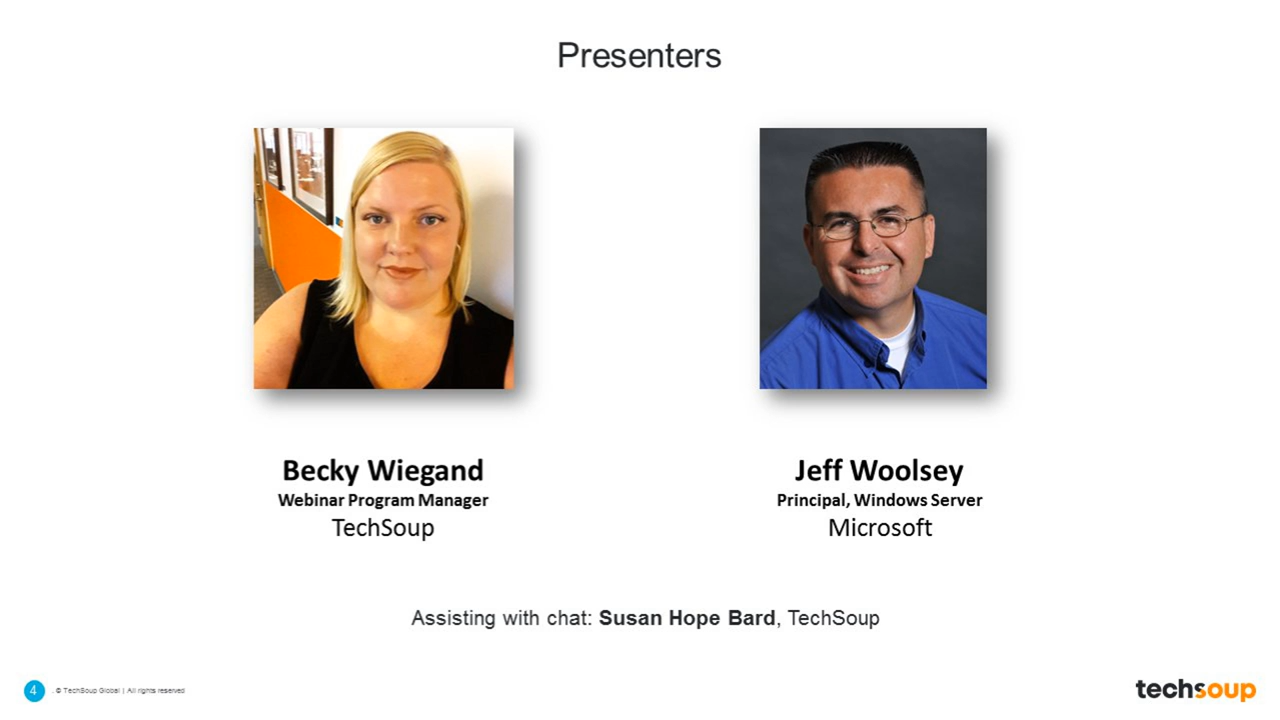 Presenters
Becky Wiegand
Webinar Program Manager
TechSoup
Jeff Woolsey
Principal, Windows Server
Microsoft
Assisting with chat: Susan Hope Bard, TechSoup
4
. © TechSoup Global | All rights reserved
techsoup